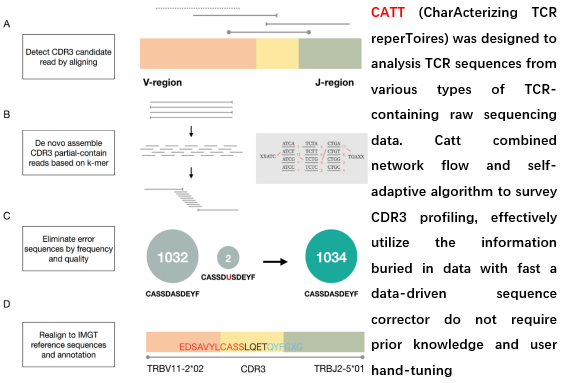 A
Detect CDR3 candidate
read by aligning
V-region
J-region
B
De novo assemble
CDR3 partial-contain
reads based on k-mer
XXATC
ATCA
ATCT
ATCC
ATCG
TCTA
TCTT
TCTG
CTGA
CTGT
CTGG
CTGC
TGAXX
C
Eliminate error
sequences by frequency
and quality
1032
2
1034
CASSDUSDEYF
CASSDASDEYF
CASSDASDEYF
D
Realign to IMGT
reference sequences
and annotation
EDSAVYLCASSLQETQYFGXG
TRBV11-2*02
CDR3
TRBJ2-5*01
CATT (CharActerizing TCR
reperToires) was designed to
analysis TCR sequences from
various types of TCR-
containing raw sequencing
data. Catt combined
network flow and self-
adaptive algorithm to survey
CDR3 profiling, effectively
utilize the information
buried in data with fast a
data-driven sequence
corrector do not require
prior knowledge and user
hand-tuning